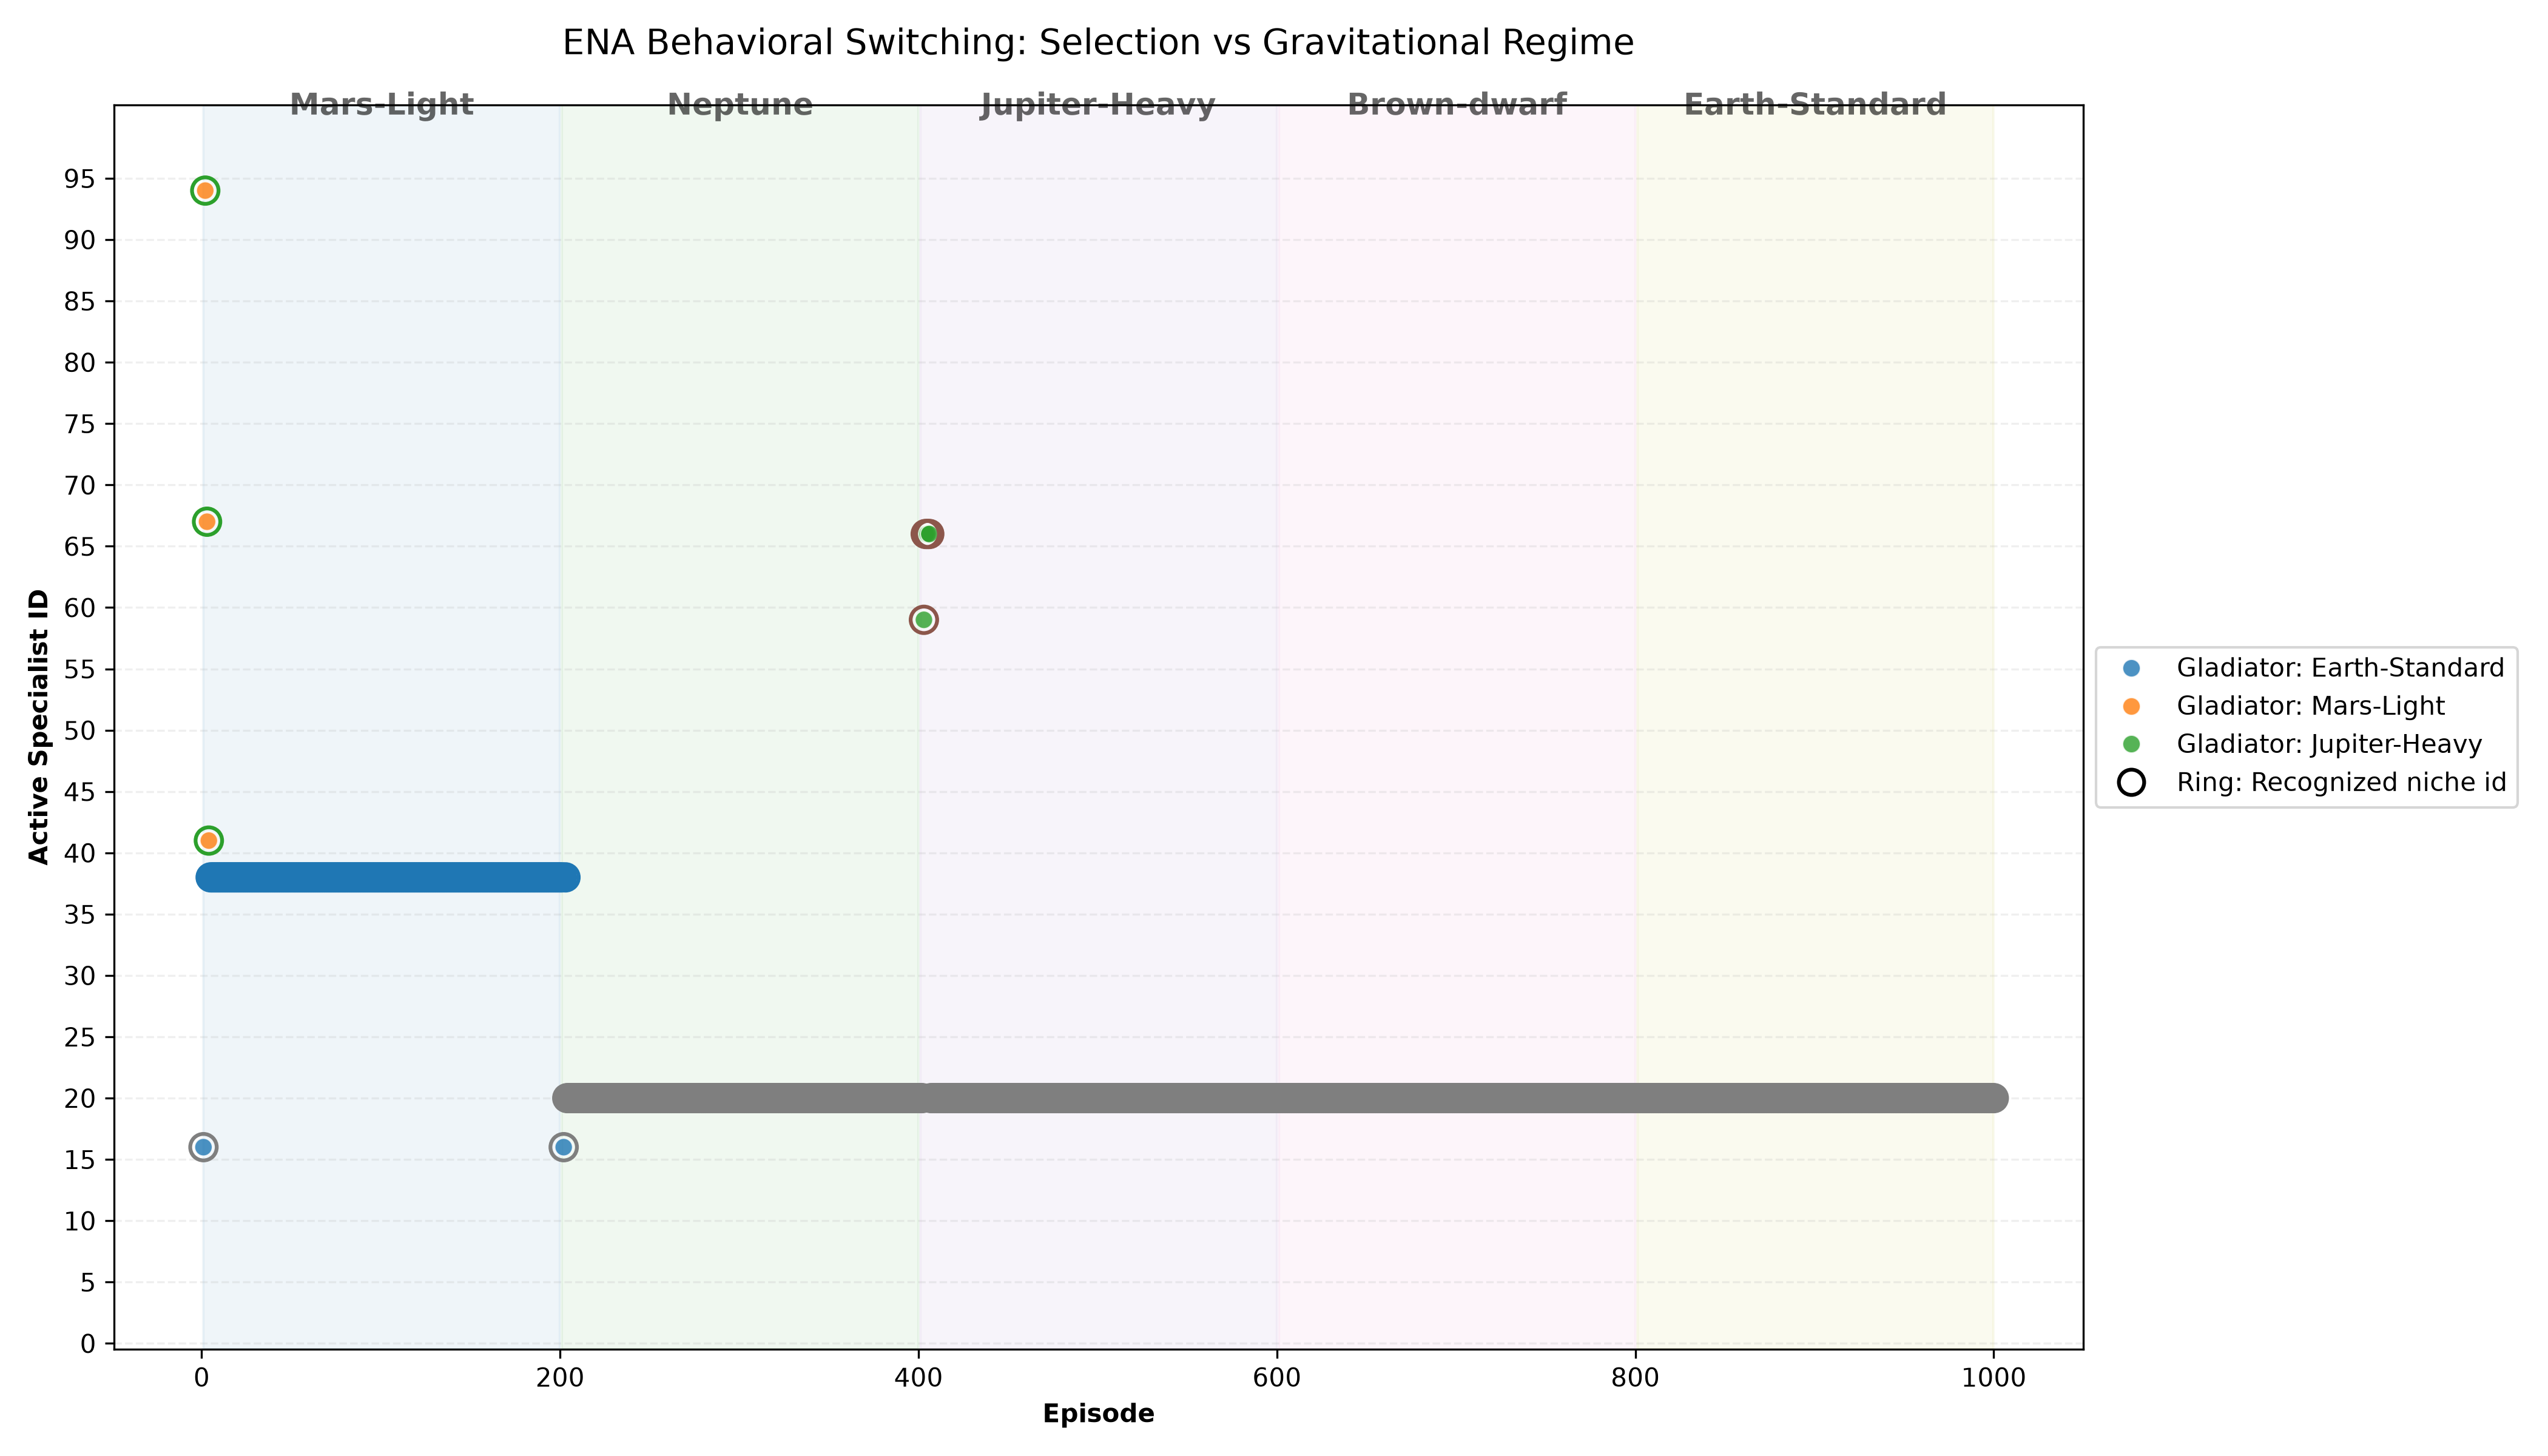 ENA Behavioral Switching: Selection vs Gravitational Regime
Mars-Light Neptune Jupiter-Heavy Brown-dwarf Earth-Standard
95
90
85
80
75
70
65
60
55
50
45
40
35
30
25
20
15
10
5
0
Active Specialist ID
0 200 400 600 800 1000
Episode
Gladiator: Earth-Standard
Gladiator: Mars-Light
Gladiator: Jupiter-Heavy
Ring: Recognized niche id